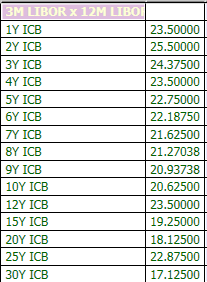 3M LIBOR x 12M LIBOR
1Y ICB 23.50000
2Y ICB 25.50000
3Y ICB 24.37500
4Y ICB 23.50000
5Y ICB 22.75000
6Y ICB 22.18750
7Y ICB 21.62500
8Y ICB 21.27038
9Y ICB 20.93738
10Y ICB 20.62500
12Y ICB 23.50000
15Y ICB 19.25000
20Y ICB 18.12500
25Y ICB 22.87500
30Y ICB 17.12500